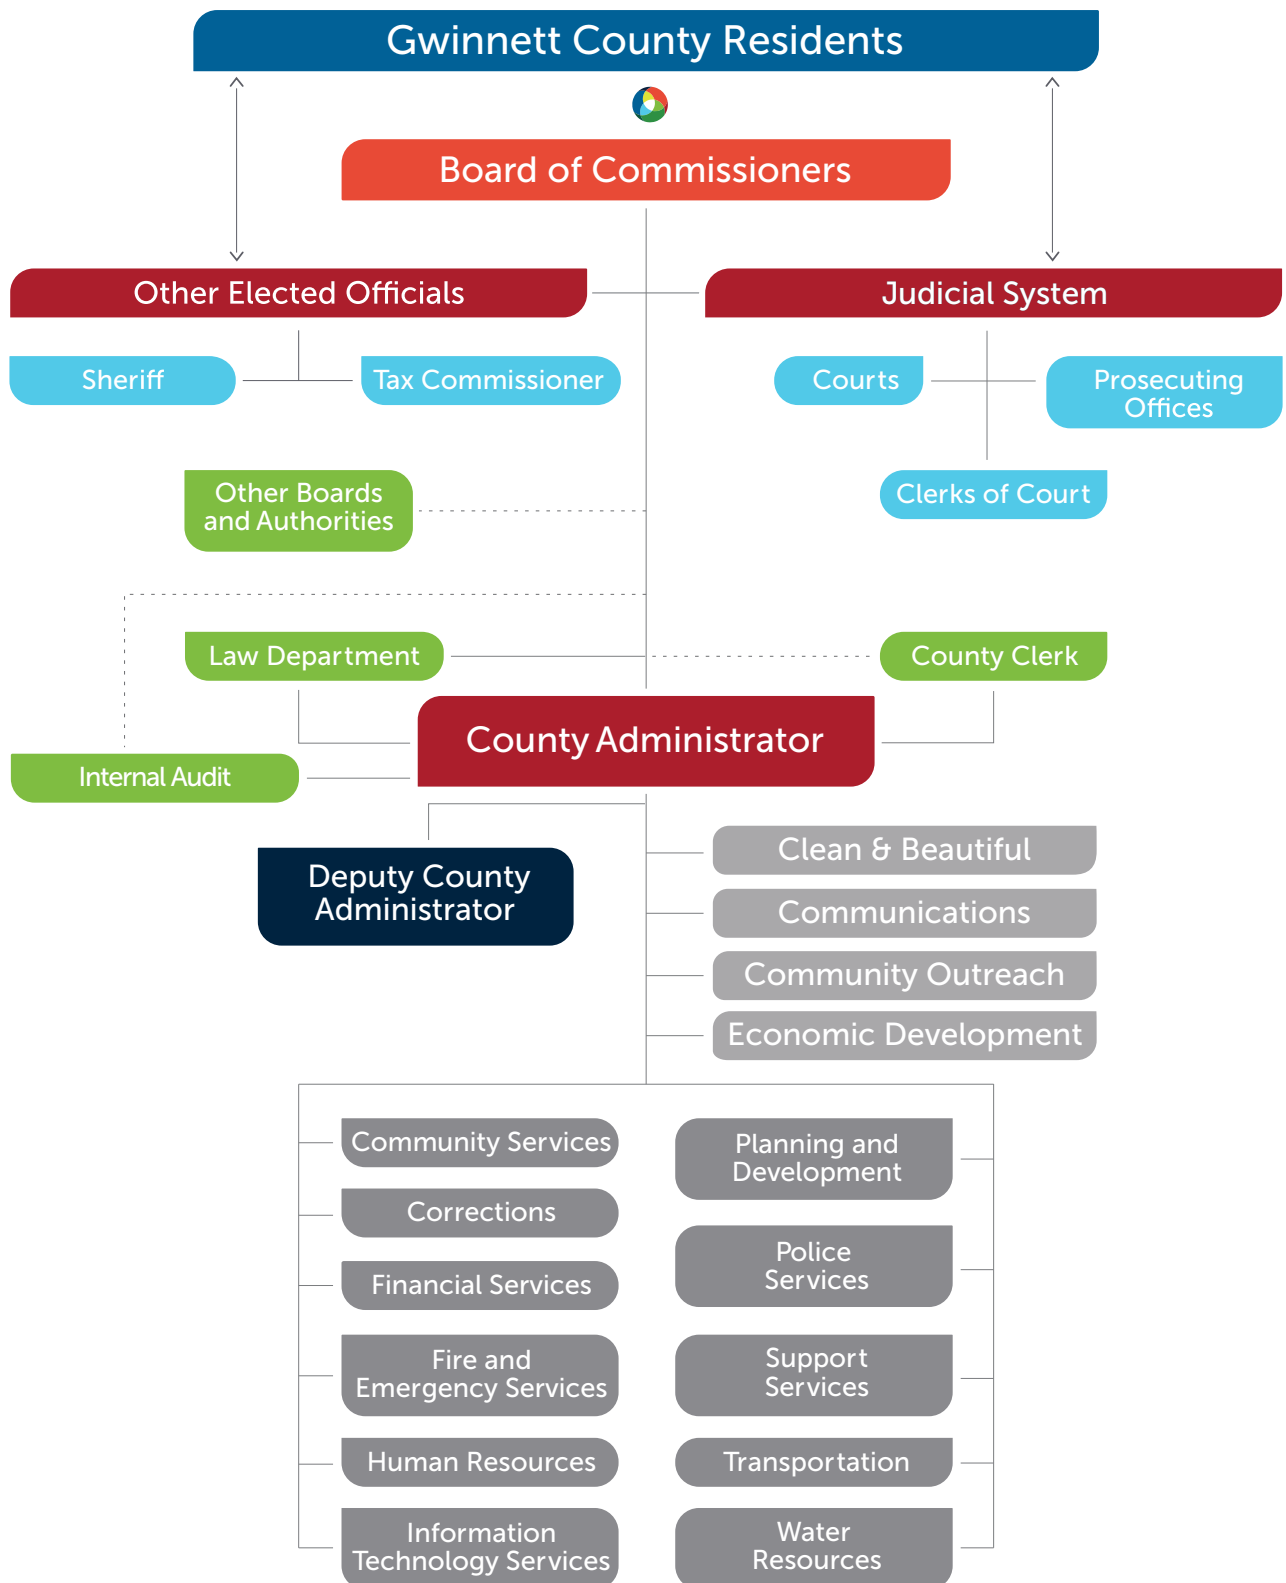 Gwinnett County Residents
Board of Commissioners
Other Elected Officials
Judicial System
Sheriff
Tax Commissioner
Courts
Prosecuting
Offices
Clerks of Court
Other Boards
and Authorities
Law Department
County Clerk
County Administrator
Internal Audit
Deputy County
Administrator
Clean & Beautiful
Communications
Community Outreach
Economic Development
Community Services
Corrections
Financial Services
Fire and
Emergency Services
Human Resources
Information
Technology Services
Planning and
Development
Police
Services
Support
Services
Transportation
Water
Resources